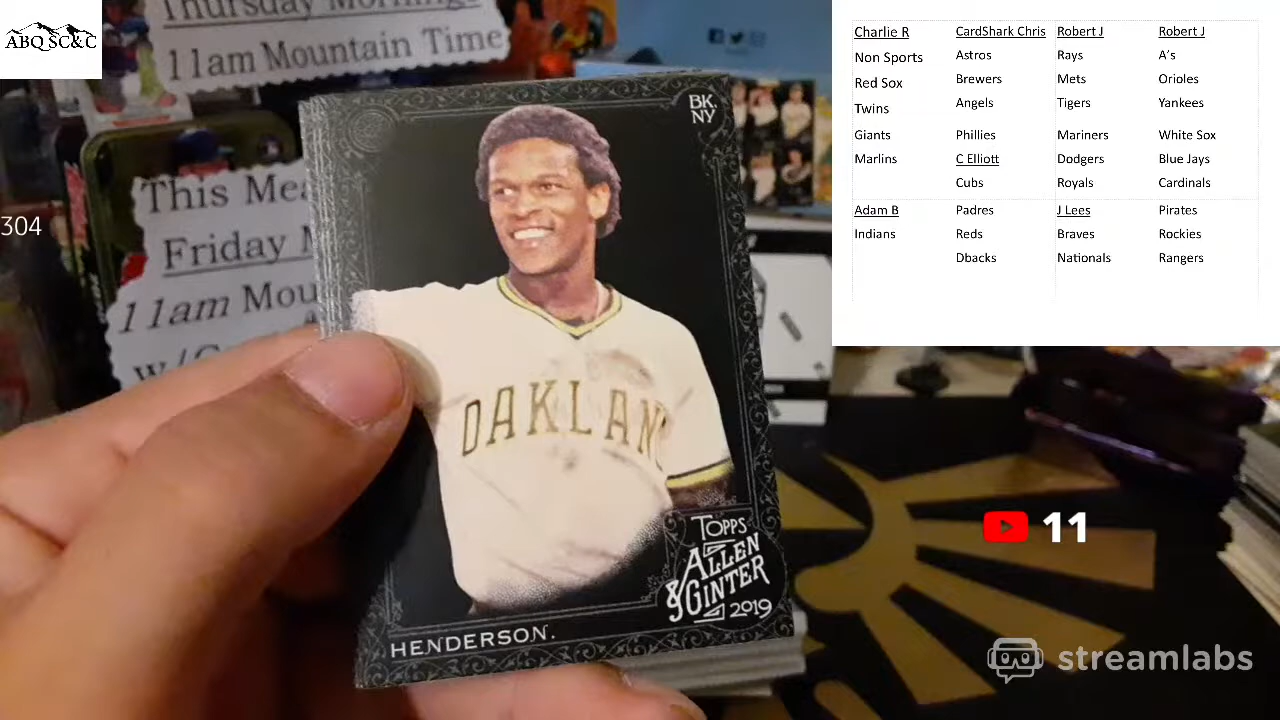 ABQ SC&C
Thursday Mornings
11am Mountain Time
This Mea
Friday M
11am Mou
304
BK.
NY
OAKLAN
TOPPS
ALLEN
& GINTER
2019
HENDERSON.
Charlie R
Non Sports
Red Sox
Twins
Giants
Marlins
Adam B
Indians
CardShark Chris
Astros
Brewers
Angels
Phillies
C Elliott
Cubs
Padres
Reds
Dbacks
Robert J
Rays
Mets
Tigers
Mariners
Dodgers
Royals
J Lees
Braves
Nationals
Robert J
A's
Orioles
Yankees
White Sox
Blue Jays
Cardinals
Pirates
Rockies
Rangers
11
streamlabs